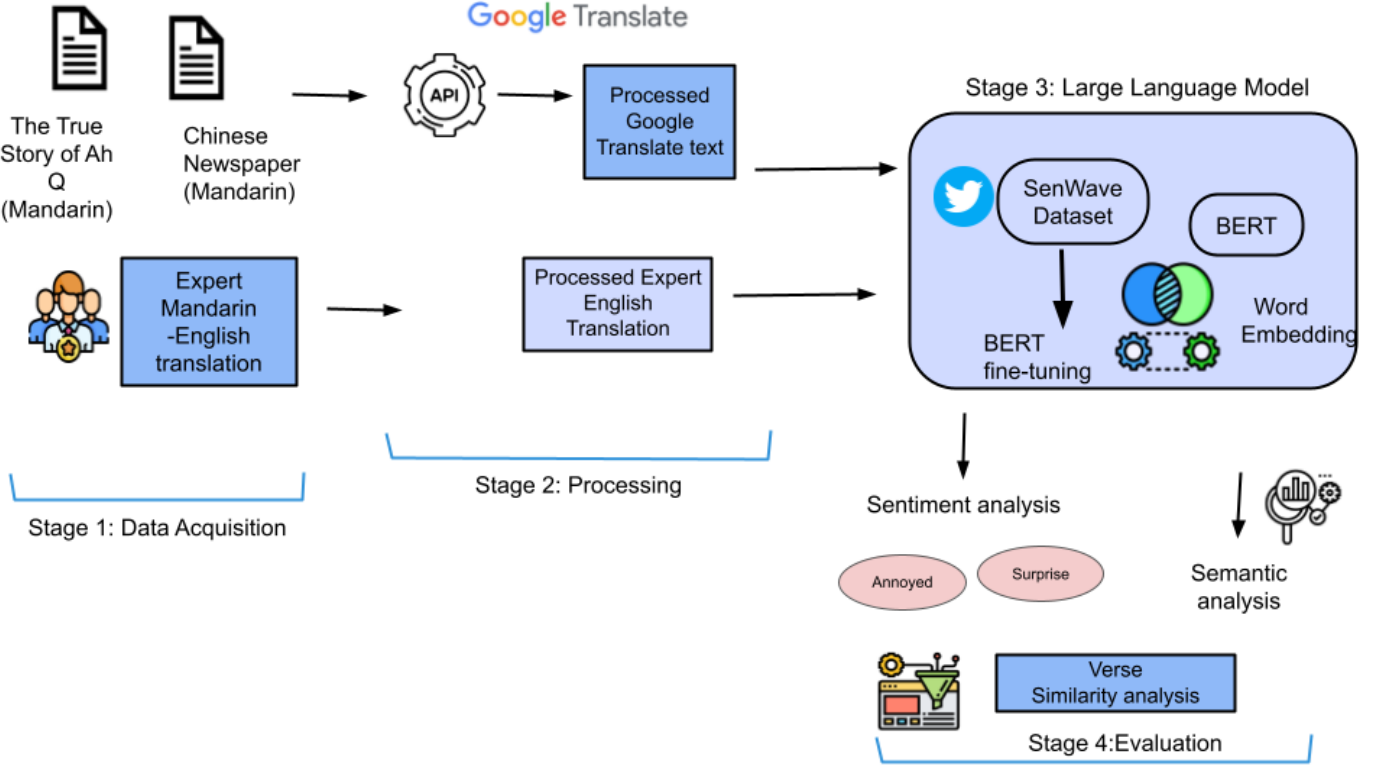 Google Translate
The True
Story of Ah
Q
(Mandarin)
Chinese
Newspaper
(Mandarin)
API
Processed
Google
Translate text
Stage 3: Large Language Model
SenWave
Dataset
BERT
BERT
fine-tuning
Word
Embedding
Expert
Mandarin
-English
translation
Processed Expert
English
Translation
Stage 1: Data Acquisition
Stage 2: Processing
Sentiment analysis
Annoyed
Surprise
Semantic
analysis
Verse
Similarity analysis
Stage 4:Evaluation